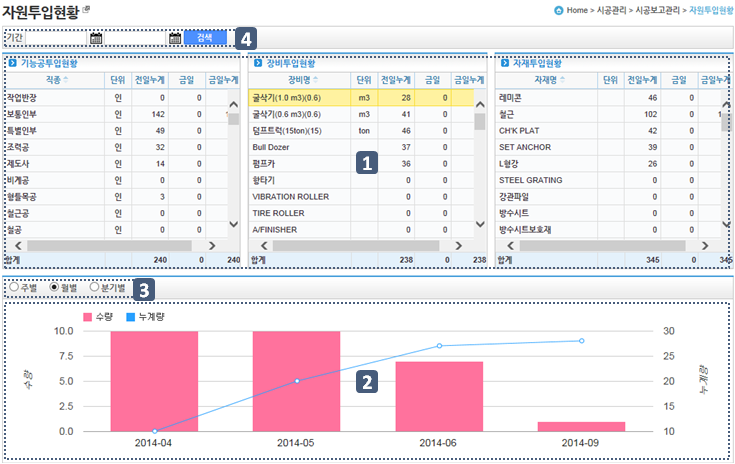 자원투입현황
Home > 시공관리 > 시공보고관리 > 자원투입현황
기간 검색 4
기능공투입현황
직종 단위 전일누계 금일 금일누계
작업반장 인 0 0
보통인부 인 142 0
특별인부 인 49 0
조력공 인 32 0
제도사 인 14 0
비계공 인 0 0
형틀목공 인 3 0
철근공 인 0 0
철공 인 0 0
합계 240 0 240
장비투입현황
장비명 단위 전일누계 금일 금일누계
굴삭기(1.0 m3)(0.6) m3 28 0
굴삭기(0.6 m3)(0.6) m3 41 0
덤프트럭(15ton)(15) ton 46 0
Bull Dozer 37 0
펌프카 36 0
항타기 0 0
VIBRATION ROLLER 0 0
TIRE ROLLER 0 0
A/FINISHER 0 0
합계 238 0 238
1
자재투입현황
자재명 단위 전일누계 금일 금일누계
레미콘 46 0
철근 102 0
CH'K PLAT 42 0
SET ANCHOR 39 0
L형강 26 0
STEEL GRATING 0 0
강관파일 0 0
방수시트 0 0
방수시트보호재 0 0
합계 345 0 345
주별 월별 분기별 3
수량 누계량
10.0
7.5
5.0
2.5
0.0
수량
30
25
20
15
10
누계량
2
2014-04 2014-05 2014-06 2014-09